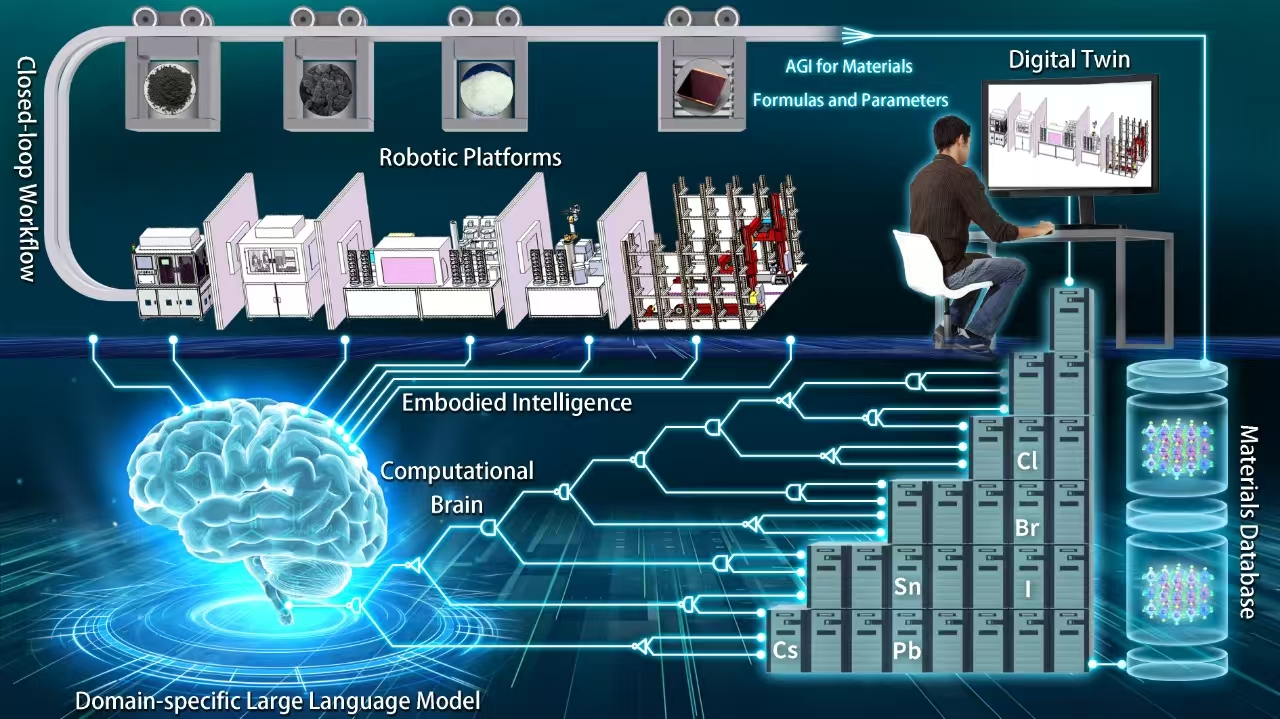 Closed-loop Workflow
AGI for Materials
Formulas and Parameters
Digital Twin
Robotic Platforms
Embodied Intelligence
Computational
Brain
Cl
Br
Sn
I
Cs
Pb
Materials Database
Domain-specific Large Language Model